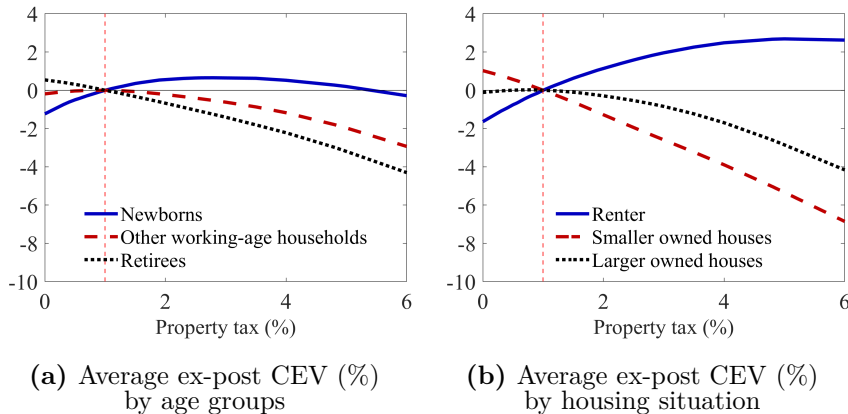 4
2
0
-2
-4
-6
-8
-10
Newborns
Other working-age households
Retirees
0 2 4 6
Property tax (%)
(a) Average ex-post CEV (%)
by age groups
4
2
0
-2
-4
-6
-8
-10
Renter
Smaller owned houses
Larger owned houses
0 2 4 6
Property tax (%)
(b) Average ex-post CEV (%)
by housing situation